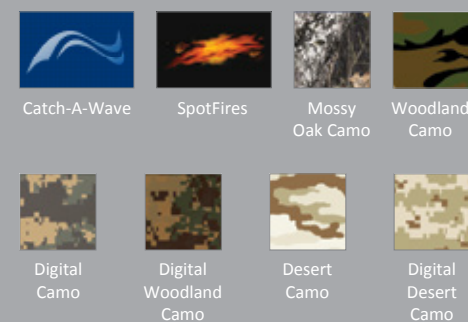 Catch-A-Wave SpotFires Mossy Woodland
Oak Camo Camo
Digital Digital Desert Digital
Camo Woodland Camo Desert
Camo Camo